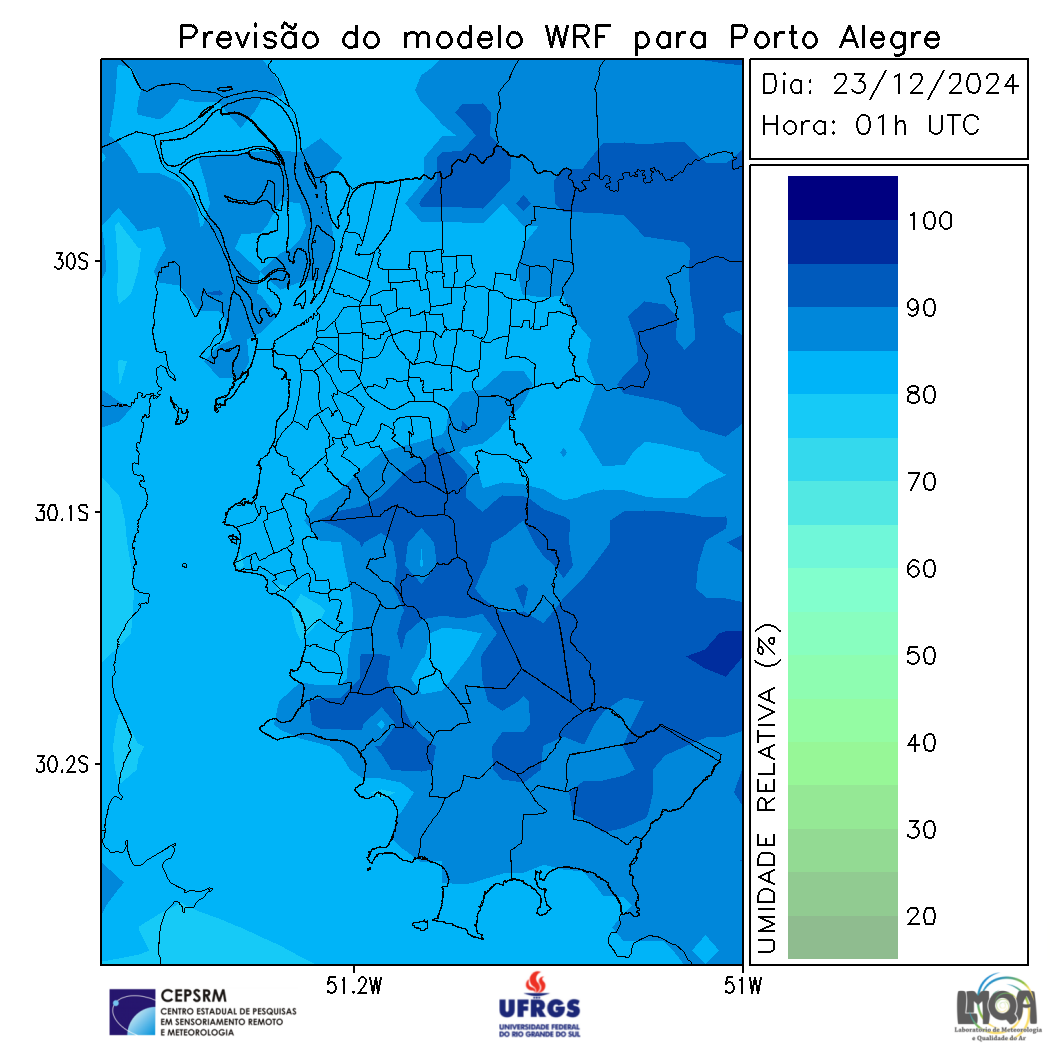 Previsão do modelo WRF para Porto Alegre
Dia: 23/12/2024
Hora: 01h UTC
30S
30.1S
30.2S
51.2W
51W
UMIDADE RELATIVA (%)
100
90
80
70
60
50
40
30
20
CEPSRM
CENTRO ESTADUAL DE PESQUISAS
EM SENSORIAMENTO REMOTO
E METEOROLOGIA
UFRGS
UNIVERSIDADE FEDERAL
DO RIO GRANDE DO SUL
LMQA
Laboratório de Meteorologia
e Qualidade do Ar